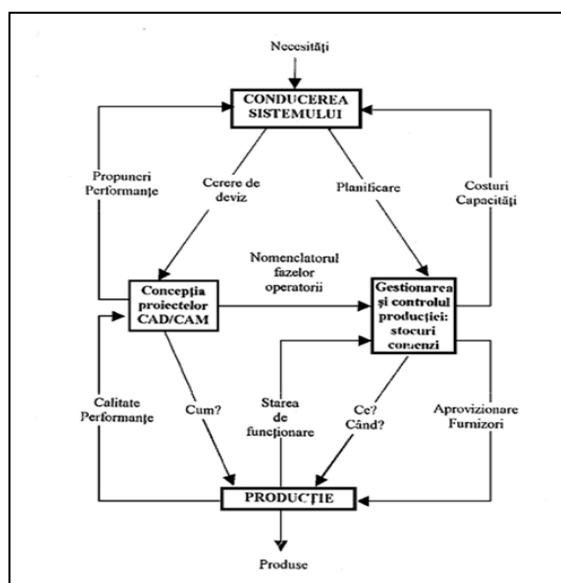 Necesități
CONDUCEREA
SISTEMULUI
Propuneri
Performanțe
Cerere de
deviz
Planificare
Costuri
Capacități
Nomenclatorul
fazelor
operatorii
Concepția
proiectelor
CAD/CAM
Gestionarea
și controlul
producției:
stocuri
comenzi
Calitate
Performanțe
Cum?
Starea
de
funcționare
Ce?
Când?
Aprovizionare
Furnizori
PRODUCȚIE
Produse